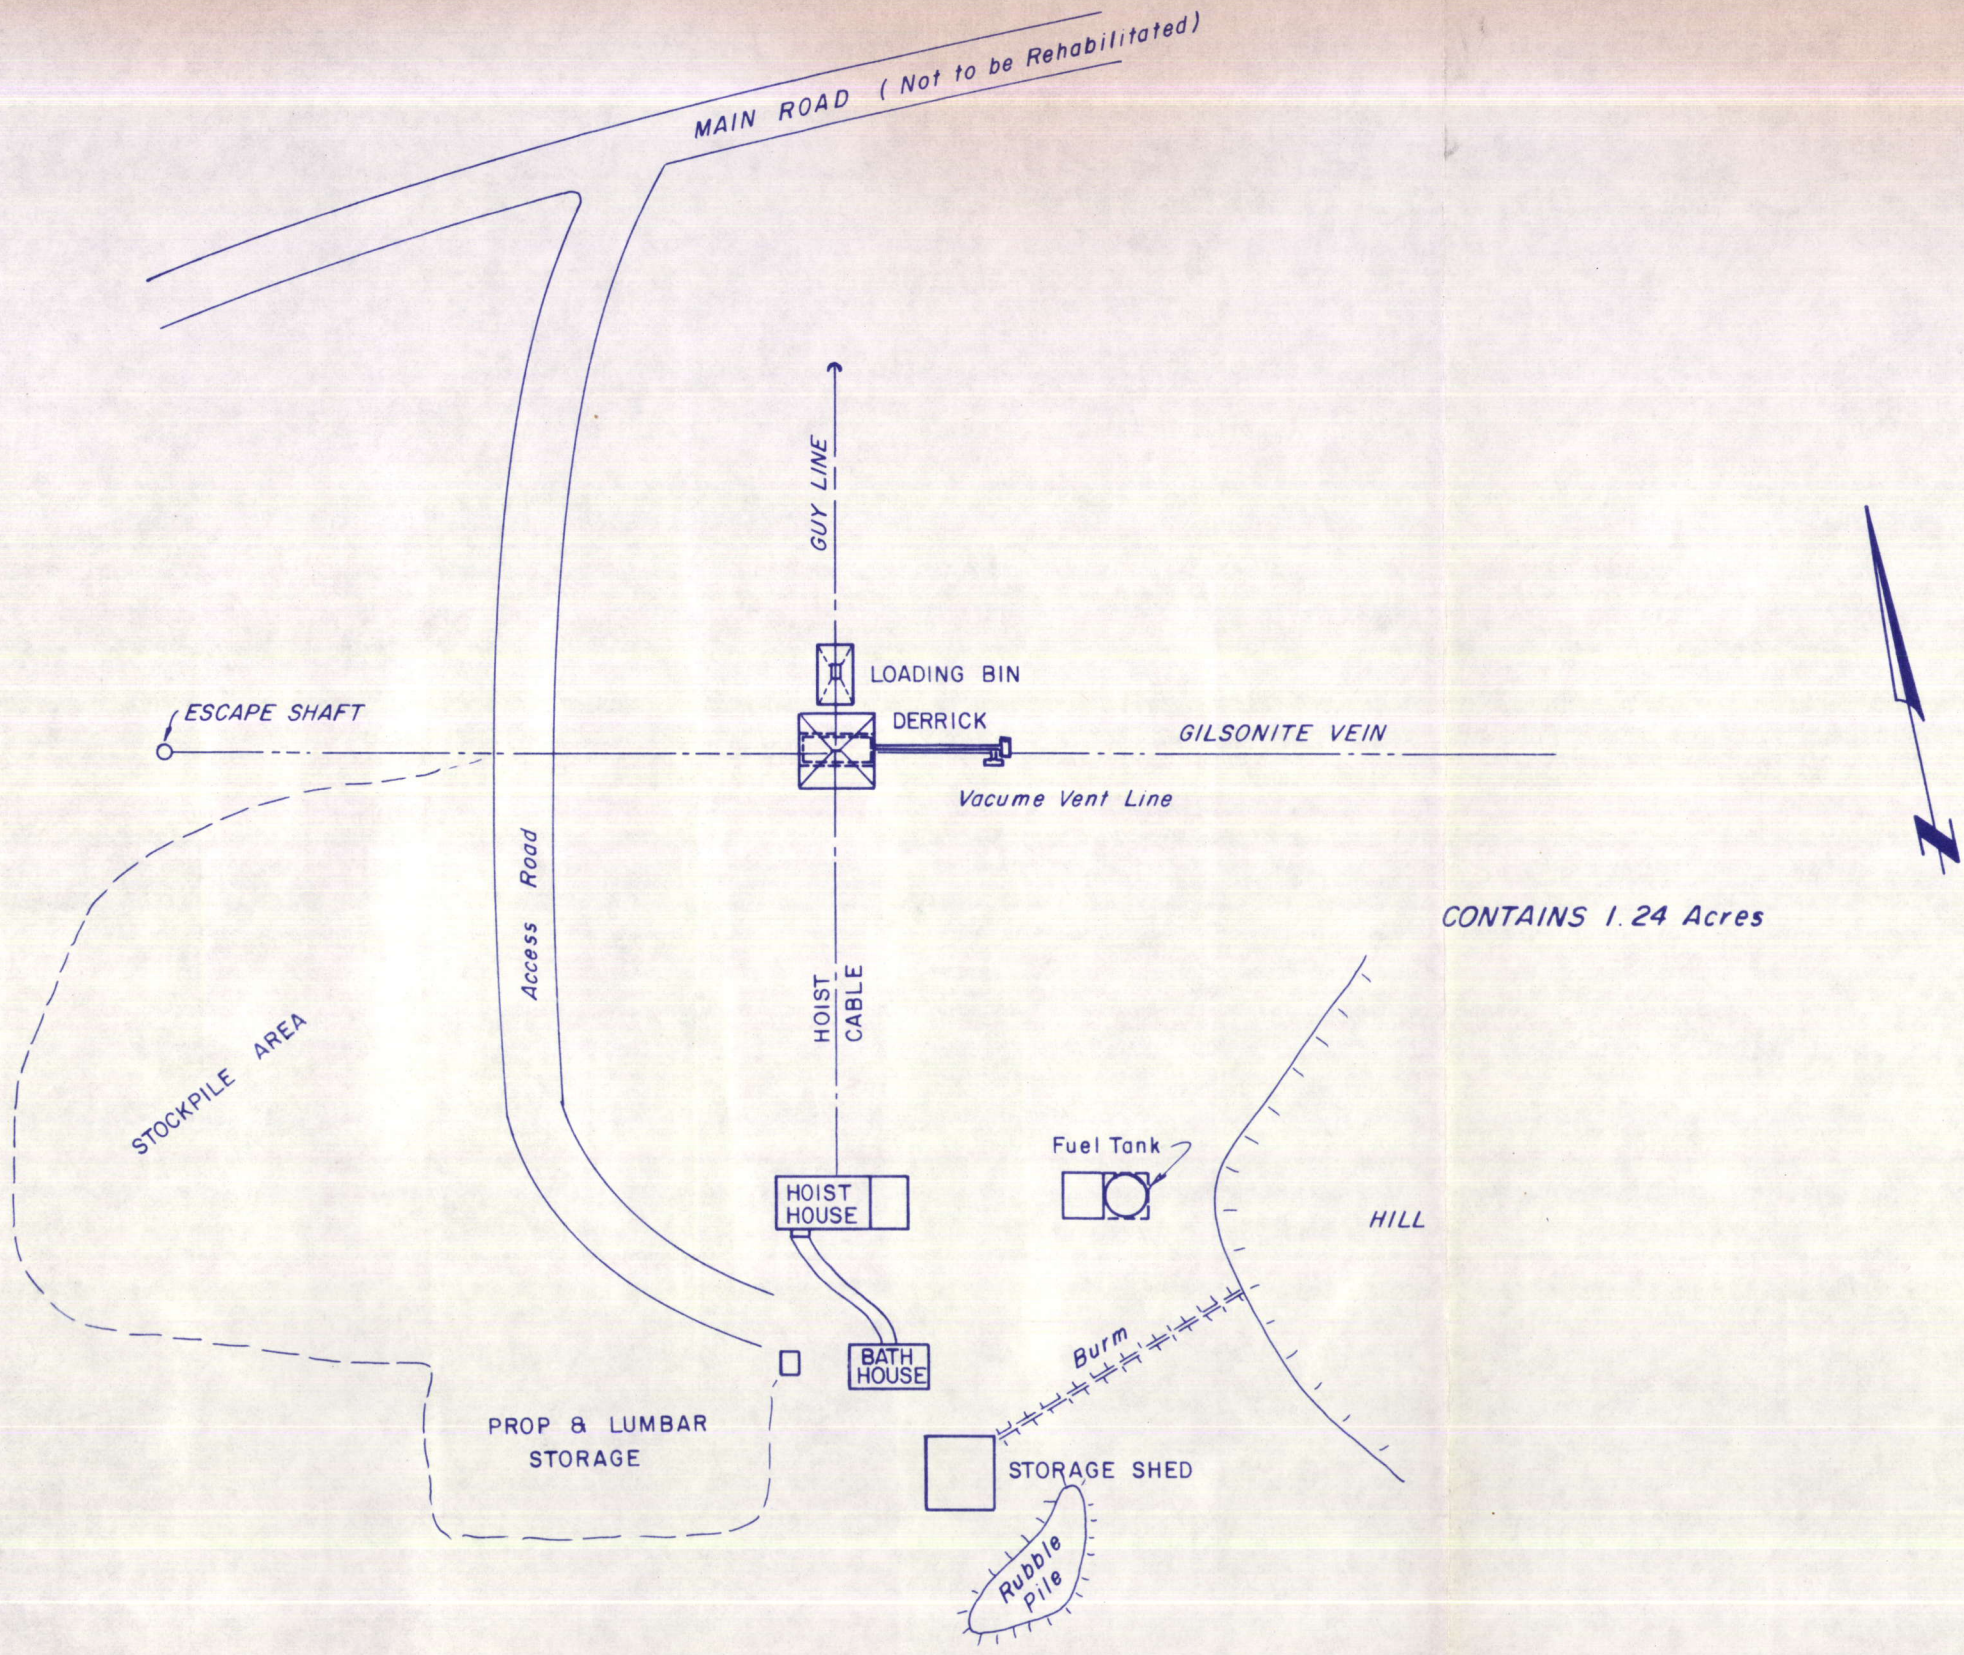 MAIN ROAD ( Not to be Rehabilitated)
GUY LINE
LOADING BIN
ESCAPE SHAFT
DERRICK
GILSONITE VEIN
Vacume Vent Line
Access Road
CONTAINS 1.24 Acres
HOIST
CABLE
STOCKPILE AREA
Fuel Tank
HOIST
HOUSE
HILL
Burm
BATH
HOUSE
PROP & LUMBAR
STORAGE
STORAGE SHED
Rubble
Pile
N